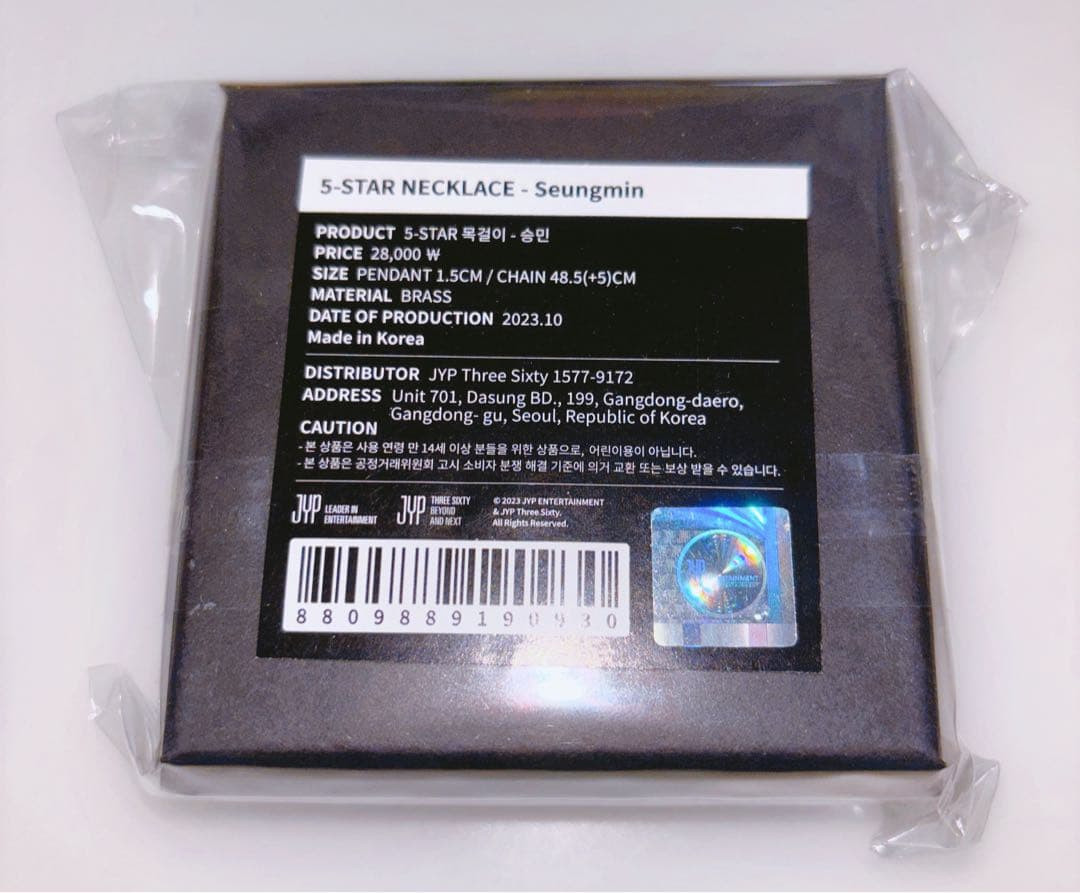 5-STAR NECKLACE - Seungmin
PRODUCT 5-STAR 목걸이 - 승민
PRICE 28,000 ₩
SIZE PENDANT 1.5CM / CHAIN 48.5(+5)CM
MATERIAL BRASS
DATE OF PRODUCTION 2023.10
Made in Korea
DISTRIBUTOR JYP Three Sixty 1577-9172
ADDRESS Unit 701, Dasung BD., 199, Gangdong-daero,
Gangdong- gu, Seoul, Republic of Korea
CAUTION
- 본 상품은 사용 연령 만 14세 이상 분들을 위한 상품으로, 어린이용이 아닙니다.
- 본 상품은 공정거래위원회 고시 소비자 분쟁 해결 기준에 의거 교환 또는 보상 받을 수 있습니다.
JYP LEADER IN
ENTERTAINMENT
JYP THREE SIXTY
BEYOND
AND NEXT
© 2023 JYP ENTERTAINMENT
& JYP Three Sixty.
All Rights Reserved.
8809889190930
JYP